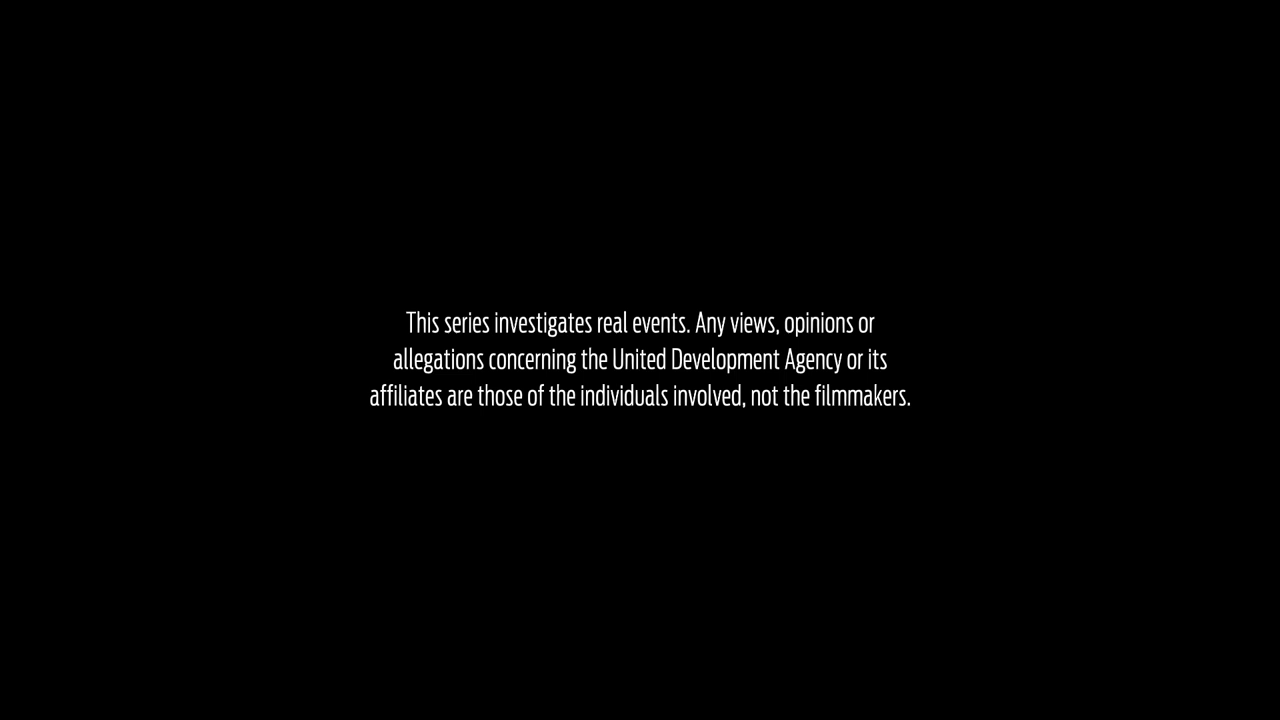 This series investigates real events. Any views, opinions or
allegations concerning the United Development Agency or its
affiliates are those of the individuals involved, not the filmmakers.